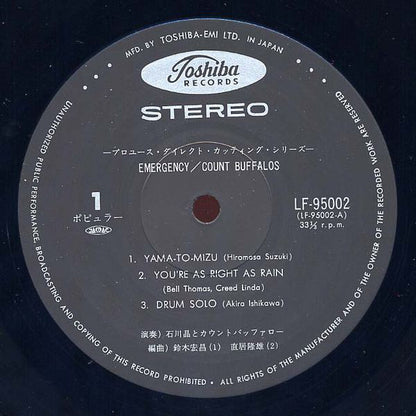 MFD. BY TOSHIBA-EMI LTD. IN JAPAN
Toshiba
RECORDS
STEREO
—プロユース・ダイレクト・カッティング・シリーズ—
EMERGENCY/COUNT BUFFALOS
1
ポピュラー
LF-95002
(LF-95002-A)
33⅓ r.p.m.
1. YAMA-TO-MIZU (Hiromasa Suzuki)
2. YOU'RE AS RIGHT AS RAIN
(Bell Thomas, Creed Linda)
3. DRUM SOLO (Akira Ishikawa)
演奏)石川晶とカウントバッファロー
編曲)鈴木宏昌(1) 直居隆雄(2)
UNAUTHORIZED PUBLIC PERFORMANCE, BROADCASTING AND COPYING OF THIS RECORD PROHIBITED • ALL RIGHTS OF THE MANUFACTURER AND OF THE OWNER OF THE RECORDED WORK ARE RESERVED